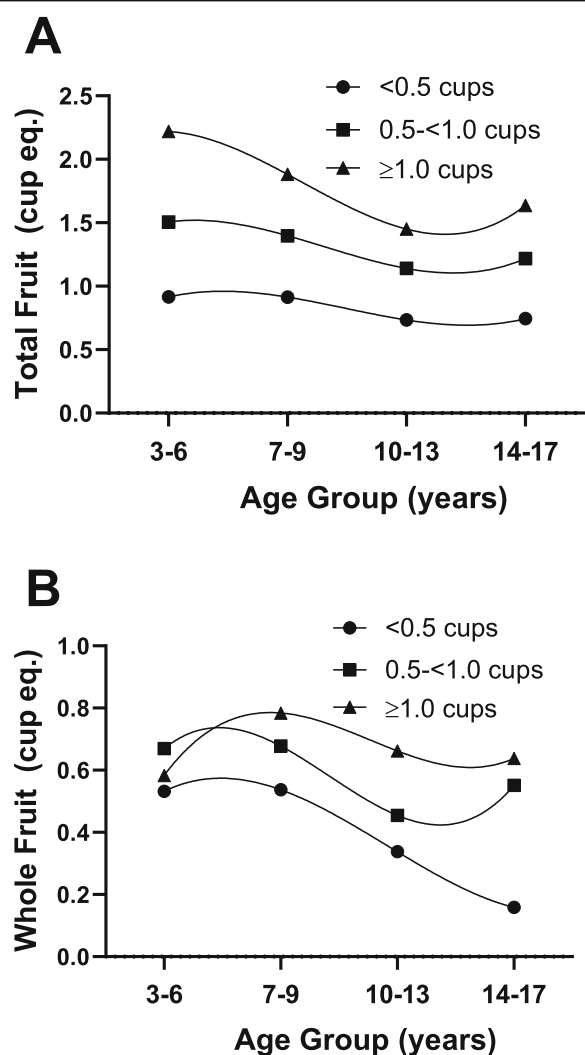 A
<0.5 cups
0.5-<1.0 cups
≥1.0 cups
Total Fruit (cup eq.)
2.5
2.0
1.5
1.0
0.5
0.0
3-6 7-9 10-13 14-17
Age Group (years)
B
<0.5 cups
0.5-<1.0 cups
≥1.0 cups
Whole Fruit (cup eq.)
1.0
0.8
0.6
0.4
0.2
0.0
3-6 7-9 10-13 14-17
Age Group (years)